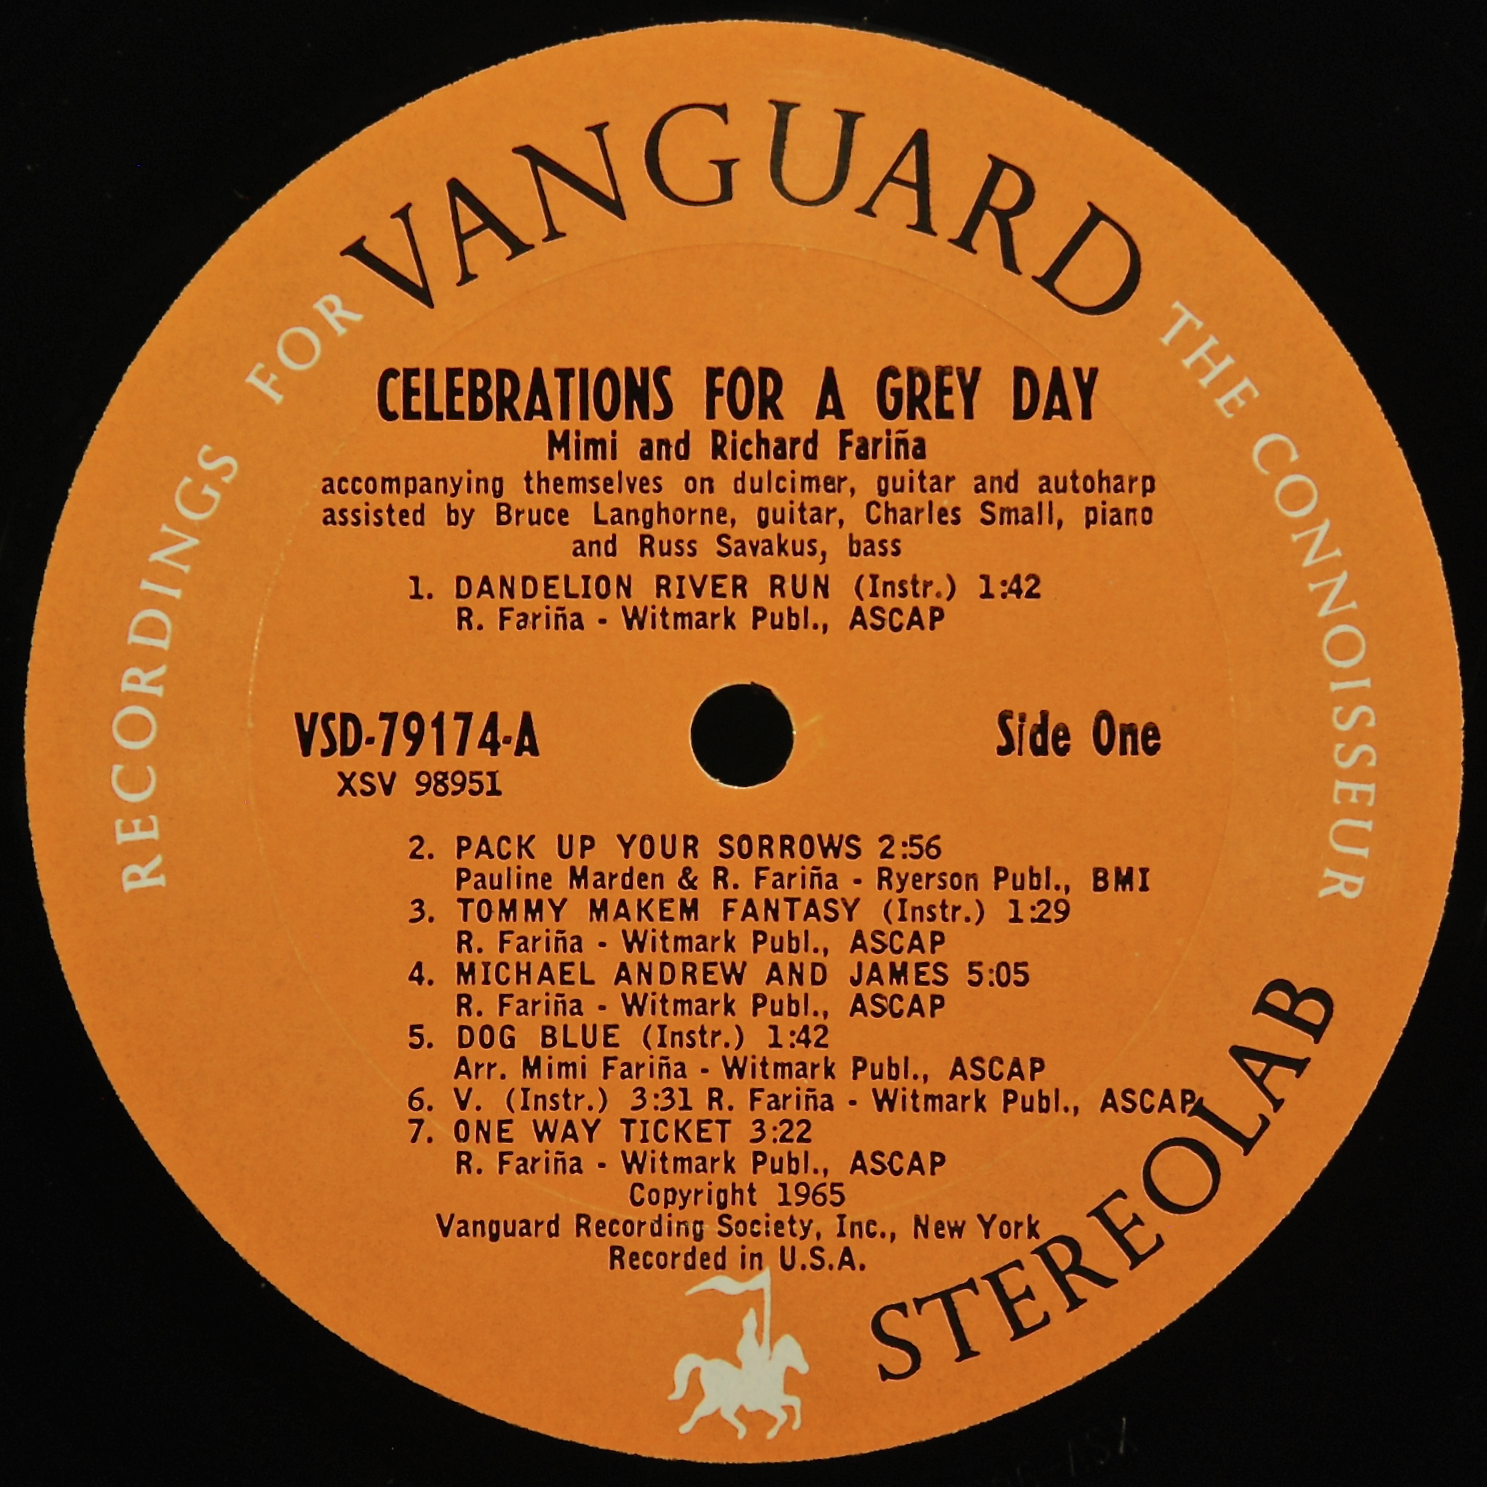 RECORDINGS FOR VANGUARD THE CONNOISSEUR
CELEBRATIONS FOR A GREY DAY
Mimi and Richard Fariña
accompanying themselves on dulcimer, guitar and autoharp
assisted by Bruce Langhorne, guitar, Charles Small, piano
and Russ Savakus, bass
1. DANDELION RIVER RUN (Instr.) 1:42
R. Fariña - Witmark Publ., ASCAP
VSD-79174-A
Side One
XSV 98951
2. PACK UP YOUR SORROWS 2:56
Pauline Marden & R. Fariña - Ryerson Publ., BMI
3. TOMMY MAKEM FANTASY (Instr.) 1:29
R. Fariña - Witmark Publ., ASCAP
4. MICHAEL ANDREW AND JAMES 5:05
R. Fariña - Witmark Publ., ASCAP
5. DOG BLUE (Instr.) 1:42
Arr. Mimi Fariña - Witmark Publ., ASCAP
6. V. (Instr.) 3:31 R. Fariña - Witmark Publ., ASCAP
7. ONE WAY TICKET 3:22
R. Fariña - Witmark Publ., ASCAP
Copyright 1965
Vanguard Recording Society, Inc., New York
Recorded in U.S.A.
STEREOLAB